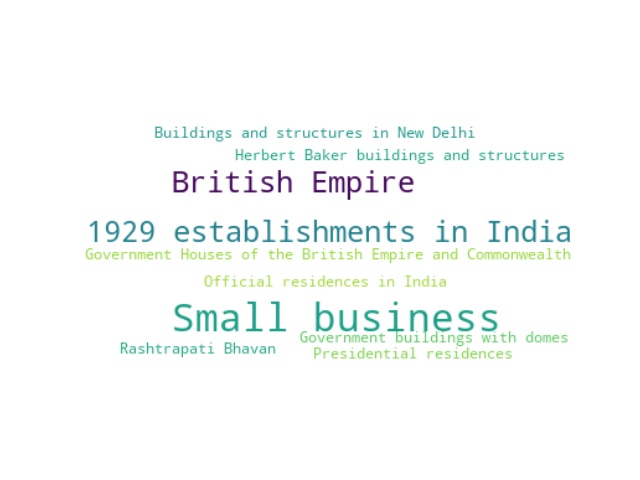 Buildings and structures in New Delhi
Herbert Baker buildings and structures
British Empire
1929 establishments in India
Government Houses of the British Empire and Commonwealth
Official residences in India
Small business
Government buildings with domes
Rashtrapati Bhavan
Presidential residences